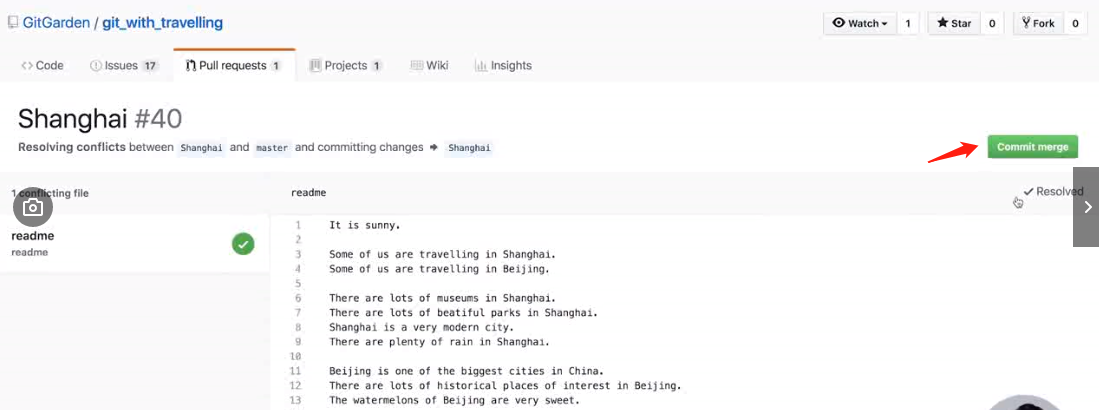 GitGarden / git_with_travelling
Watch 1 Star 0 Fork 0
Code Issues 17 Pull requests 1 Projects 1 Wiki Insights
Shanghai #40
Resolving conflicts between Shanghai and master and committing changes Shanghai
Commit merge
1 conflicting file
readme
Resolved
readme
readme
1 It is sunny.
2
3 Some of us are travelling in Shanghai.
4 Some of us are travelling in Beijing.
5
6 There are lots of museums in Shanghai.
7 There are lots of beatiful parks in Shanghai.
8 Shanghai is a very modern city.
9 There are plenty of rain in Shanghai.
10
11 Beijing is one of the biggest cities in China.
12 There are lots of historical places of interest in Beijing.
13 The watermelons of Beijing are very sweet.